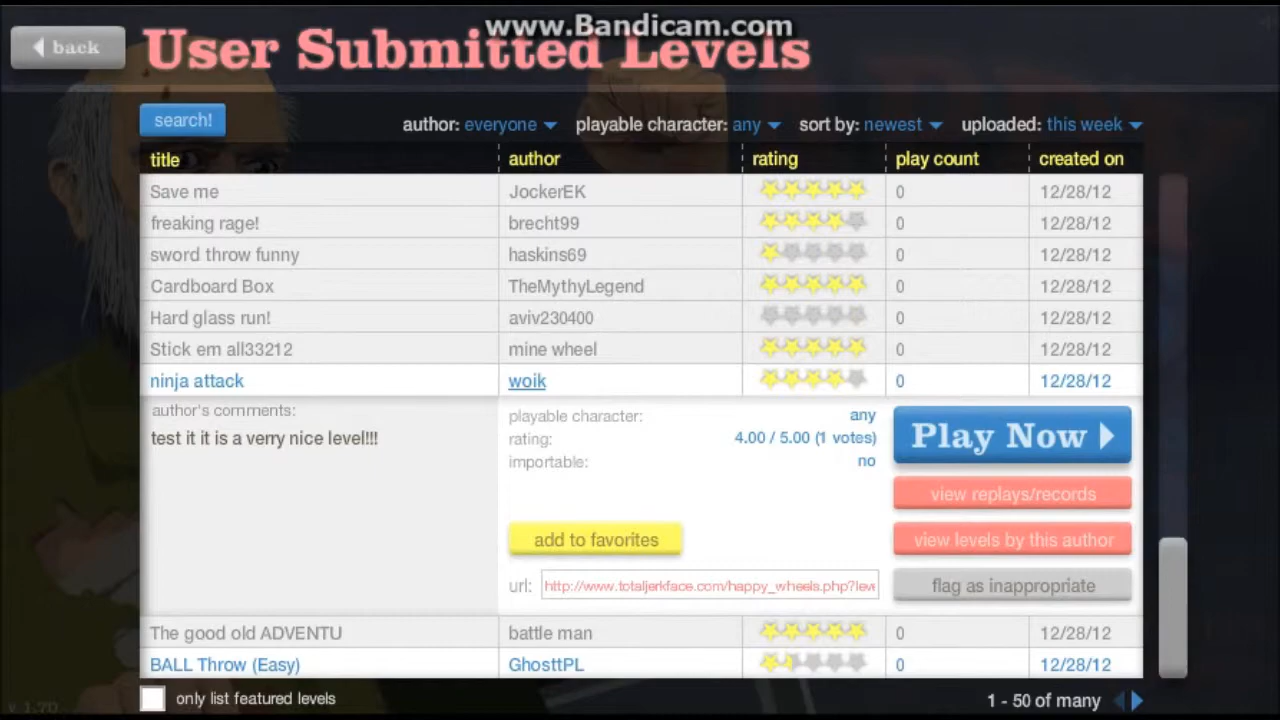 www.Bandicam.com
back
User Submitted Levels
search!
author: everyone playable character: any sort by: newest uploaded: this week
title author rating play count created on
Save me JockerEK 0 12/28/12
freaking rage! brecht99 0 12/28/12
sword throw funny haskins69 0 12/28/12
Cardboard Box TheMythyLegend 0 12/28/12
Hard glass run! aviv230400 0 12/28/12
Stick em all33212 mine wheel 0 12/28/12
ninja attack woik 0 12/28/12
author's comments:
test it it is a verry nice level!!!
playable character: any
rating: 4.00 / 5.00 (1 votes)
importable: no
Play Now
view replays/records
add to favorites
view levels by this author
url: http://www.totaljerkface.com/happy_wheels.php?leve
flag as inappropriate
The good old ADVENTU battle man 0 12/28/12
BALL Throw (Easy) GhosttPL 0 12/28/12
only list featured levels
1 - 50 of many
v 1.70